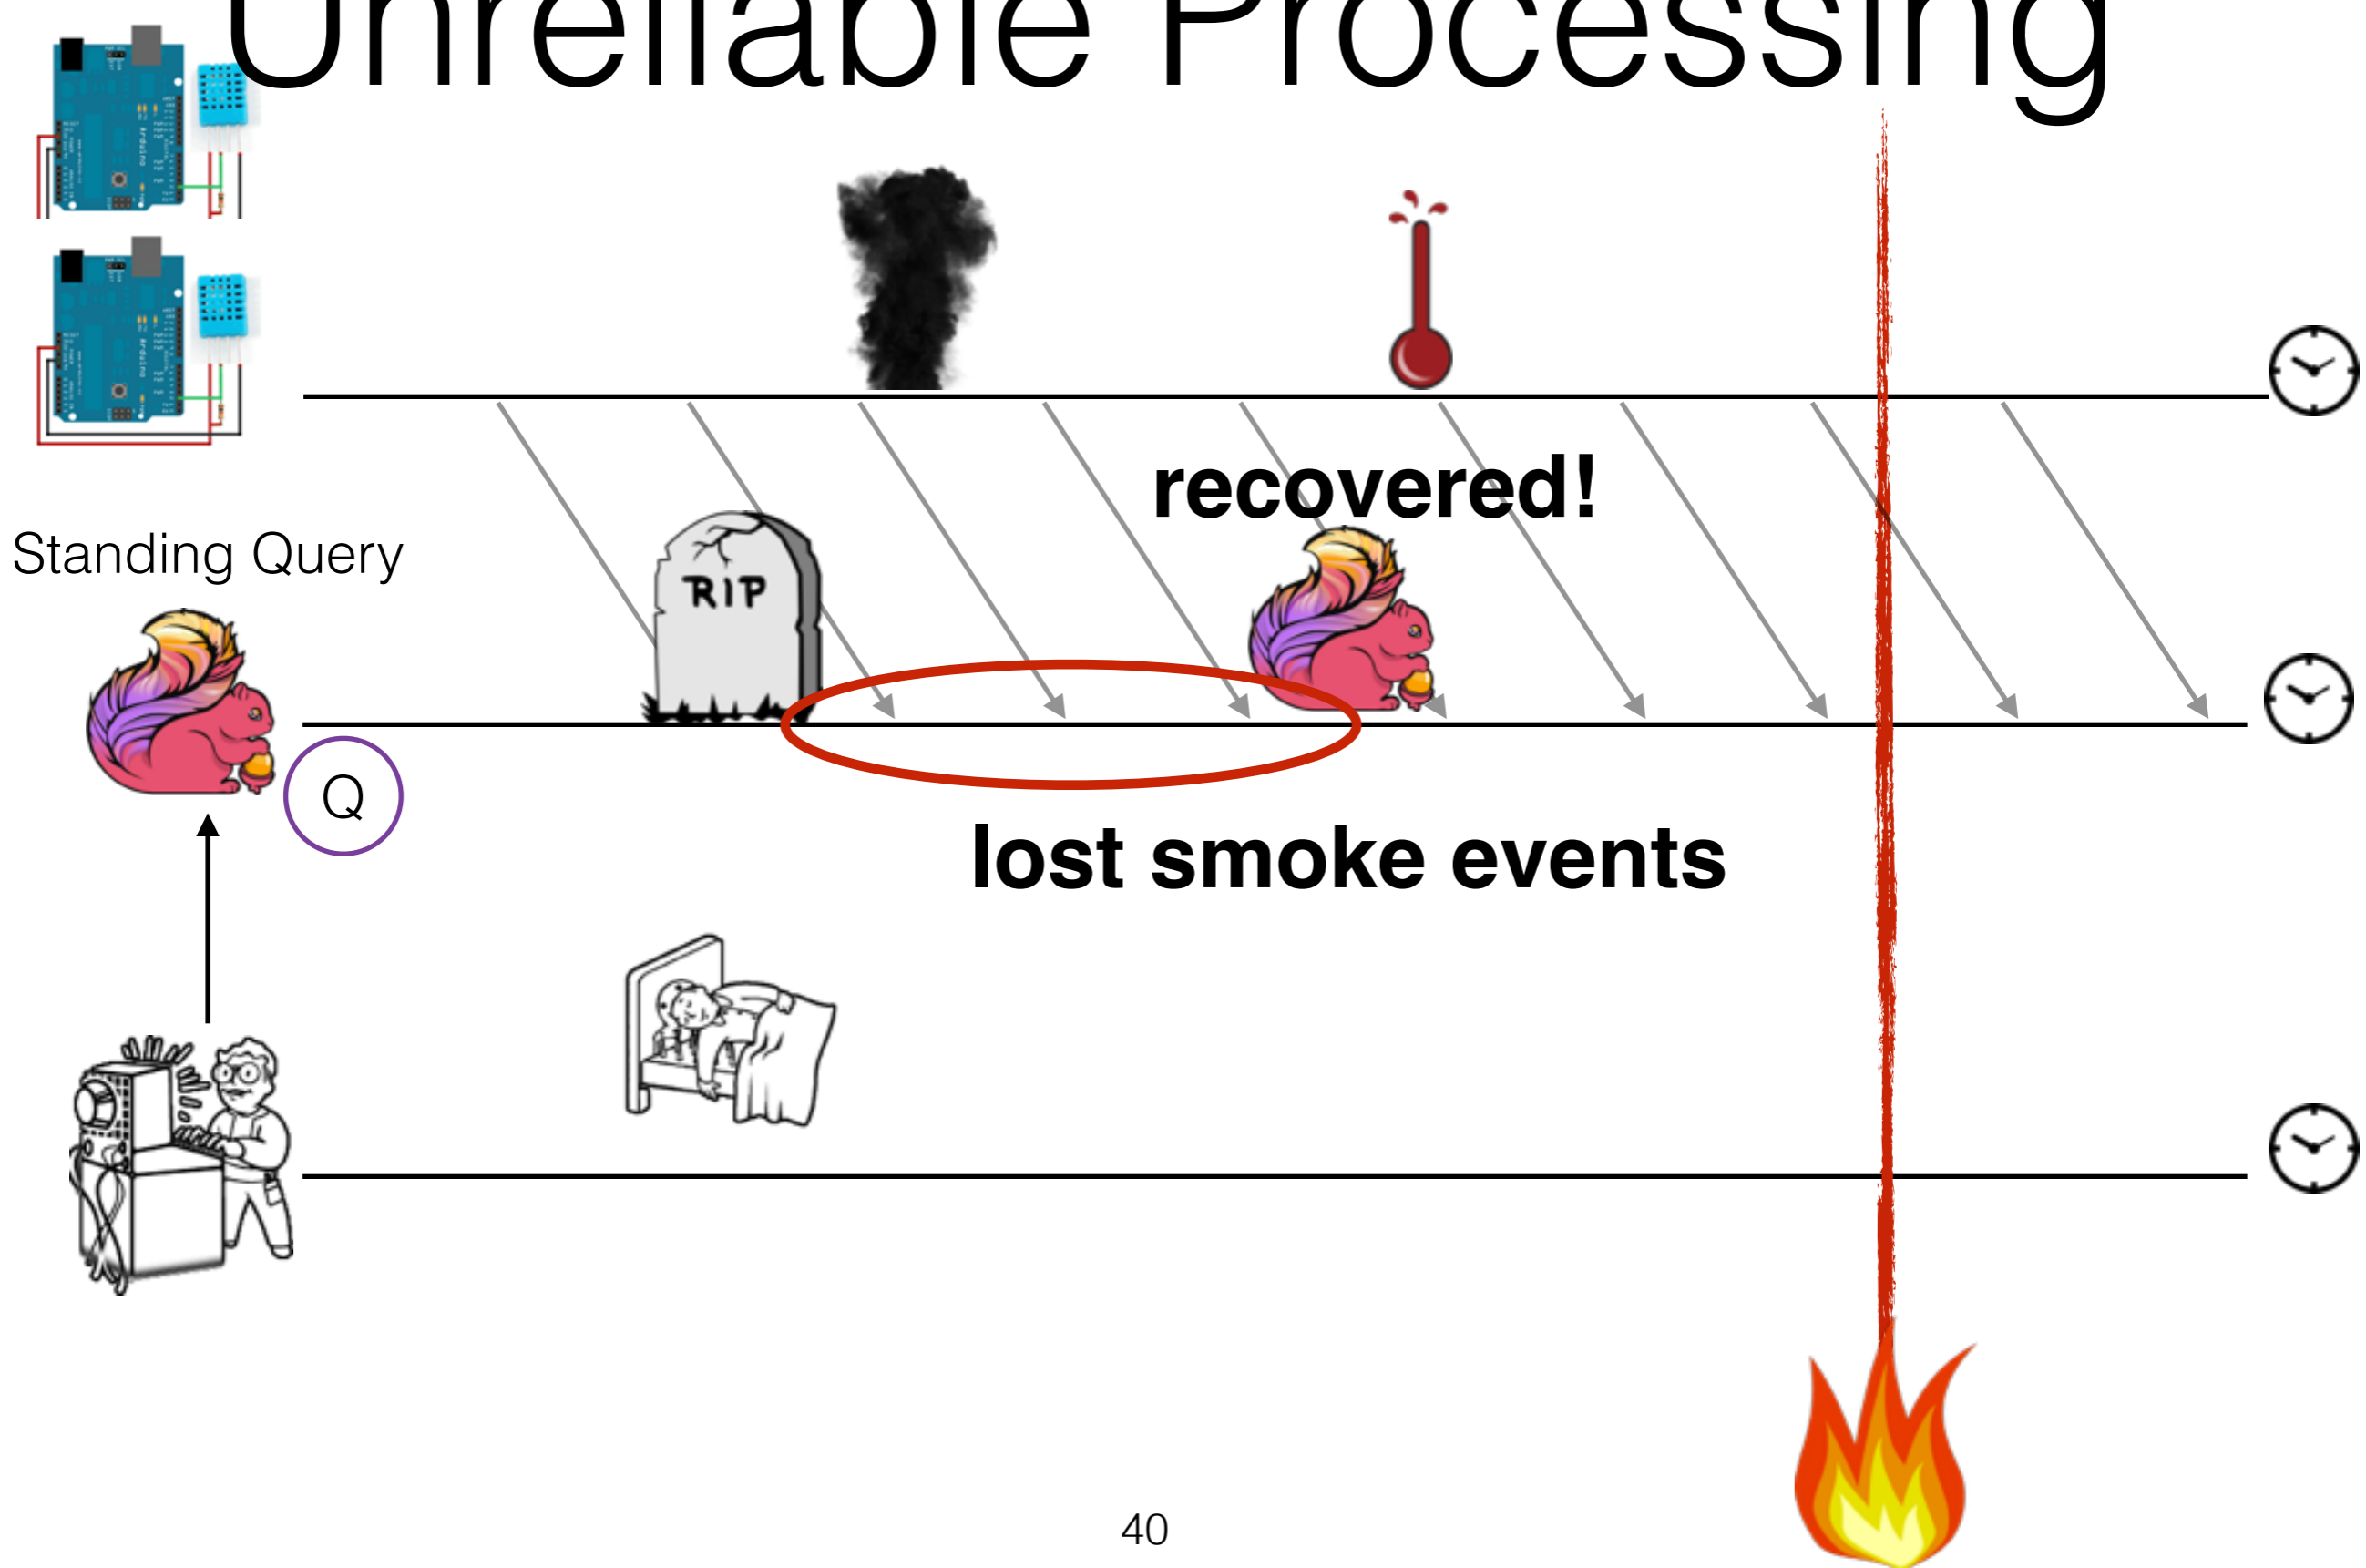 Unreliable Processing
recovered!
Standing Query
RIP
Q
lost smoke events
40